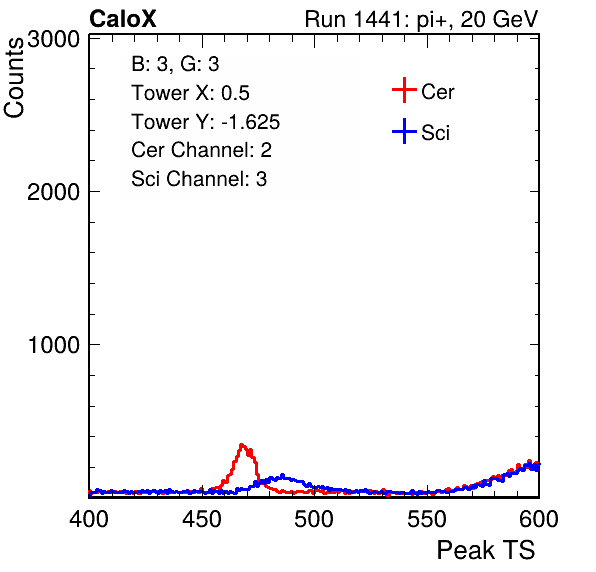 CaloX Run 1441: pi+, 20 GeV
Counts
3000
2000
1000
B: 3, G: 3
Tower X: 0.5
Tower Y: -1.625
Cer Channel: 2
Sci Channel: 3
Cer
Sci
400 450 500 550 600
Peak TS